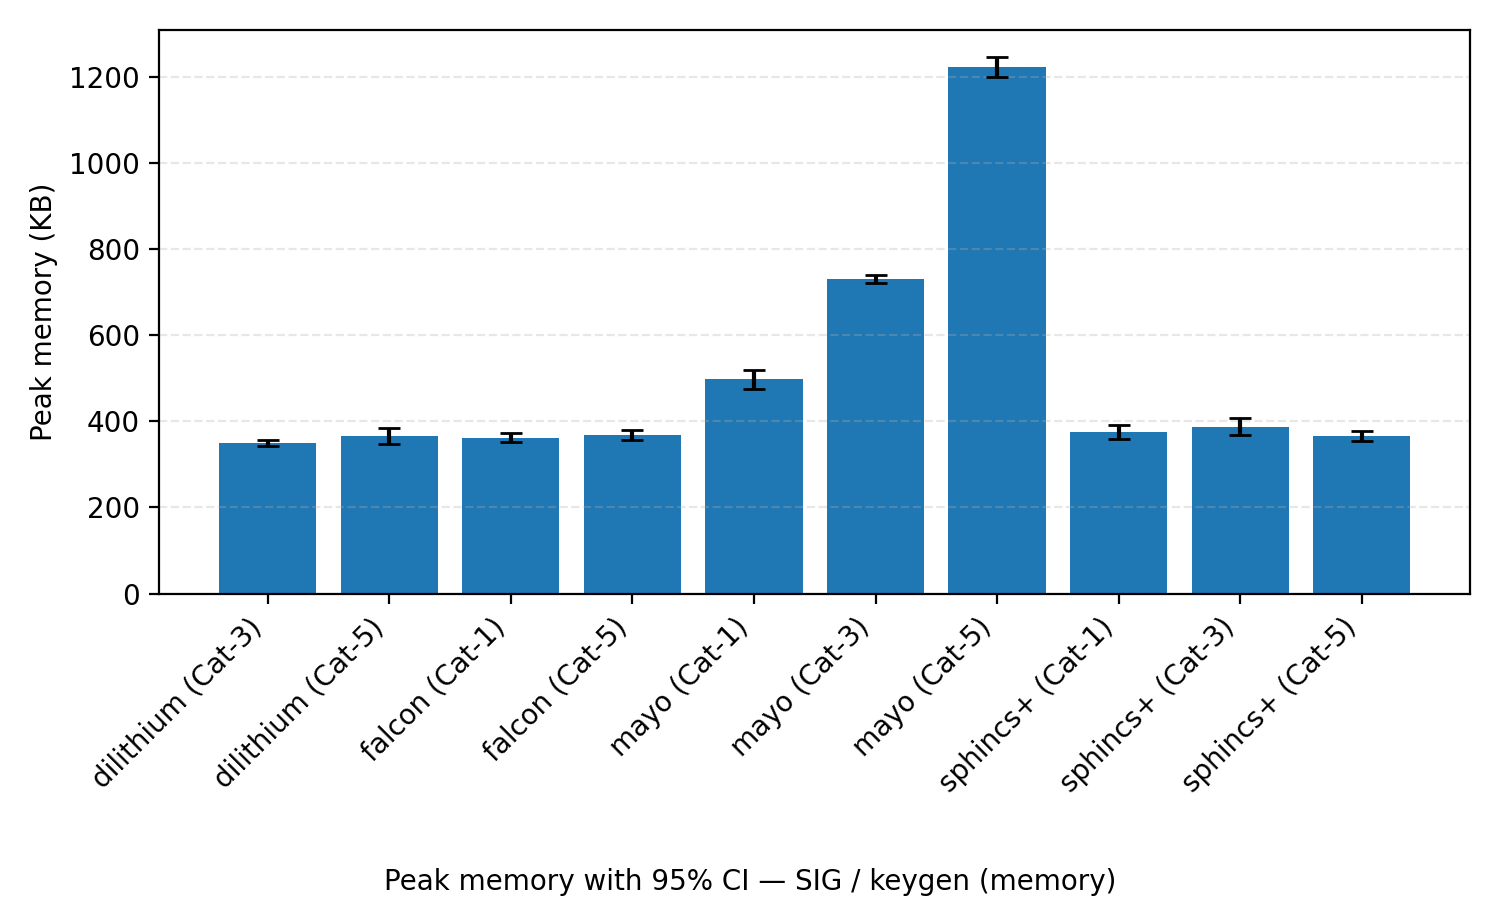 Peak memory (KB)
1200
1000
800
600
400
200
0
dilithium (Cat-3)
dilithium (Cat-5)
falcon (Cat-1)
falcon (Cat-5)
mayo (Cat-1)
mayo (Cat-3)
mayo (Cat-5)
sphincs+ (Cat-1)
sphincs+ (Cat-3)
sphincs+ (Cat-5)
Peak memory with 95% CI — SIG / keygen (memory)